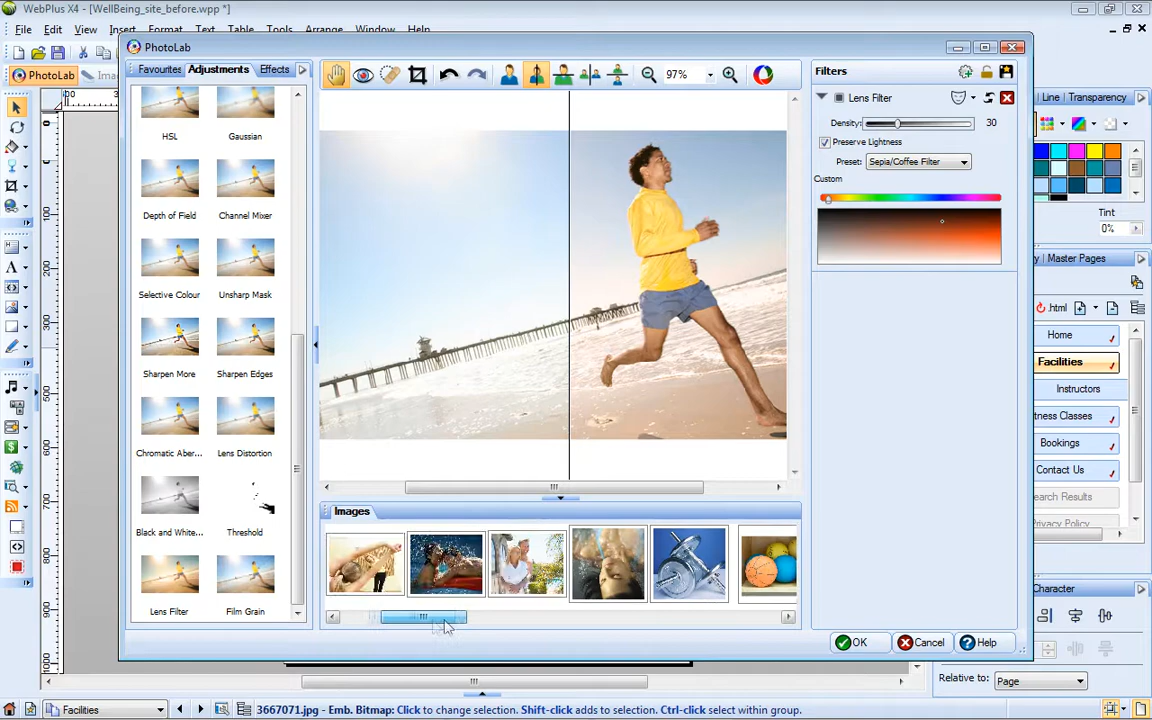 WebPlus X4 - [WellBeing_site_before.wpp *]
File Edit View Insert Format Text Table Tools Arrange Window Help
PhotoLab
PhotoLab
Favourites Adjustments Effects
97%
Filters
HSL Gaussian
Depth of Field Channel Mixer
Selective Colour Unsharp Mask
Sharpen More Sharpen Edges
Chromatic Aber... Lens Distortion
Black and White... Threshold
Lens Filter Film Grain
Images
Lens Filter
Density: 30
Preserve Lightness
Preset: Sepia/Coffee Filter
Custom
OK Cancel Help
Line Transparency
Tint
0%
Master Pages
.html
Home
Facilities
Instructors
tness Classes
Bookings
Contact Us
earch Results
Privacy Policy
Character
Relative to: Page
Facilities
3667071.jpg - Emb. Bitmap: Click to change selection. Shift-click adds to selection. Ctrl-click select within group.